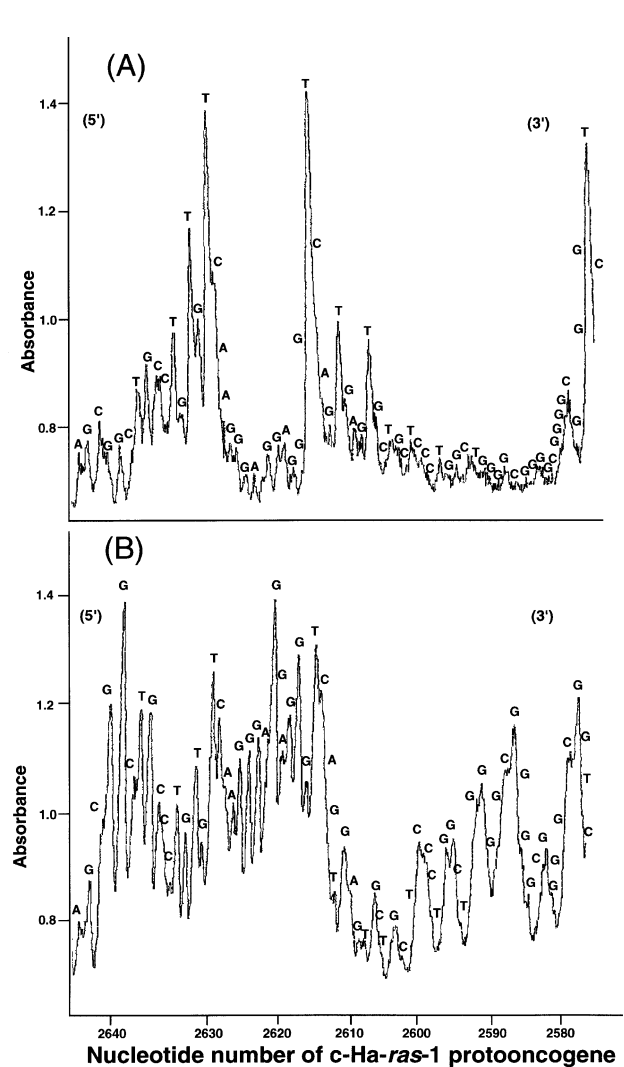 (A)
1.4
(5')
(3')
1.2
1.0
0.8
Absorbance
A G C G G C T G C C T G T G T C A A G G G A G G A G G G T C A G T G A G T G C T G C T C C T G G C T G G G G C G G G C G G G G C G G G T C
(B)
1.4
(5')
(3')
1.2
1.0
0.8
Absorbance
A G C G G C T G C C C T G T G T C A A G G G A G G A G G G T C A G T G A G T G C T G C T C C C T G G C T G G G C G G G G C G G G G C G G T C
2640 2630 2620 2610 2600 2590 2580
Nucleotide number of c-Ha-ras-1 protooncogene